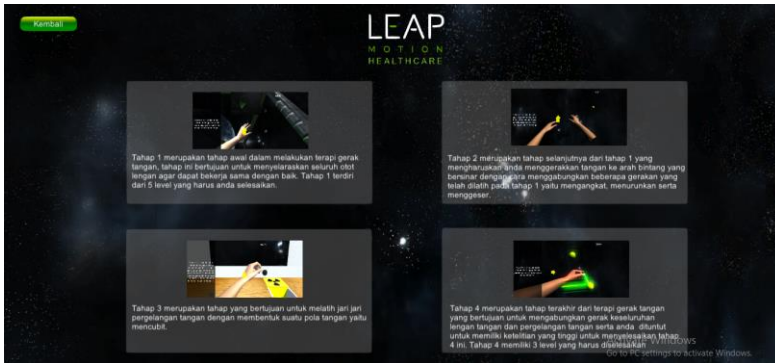 Kembali
LEAP
MOTION
HEALTHCARE
Tahap 1 merupakan tahap awal dalam melakukan terapi gerak
tangan, tahap ini bertujuan untuk menyelaraskan seluruh otot
lengan agar dapat bekerja sama dengan baik. Tahap 1 terdiri
dari 5 level yang harus anda selesaikan.
Tahap 2 merupakan tahap selanjutnya dari tahap 1 yang
mengharuskan anda menggerakkan tangan ke arah bintang yang
bersinar dengan cara menggabungkan beberapa gerakan yang
telah dilatih pada tahap 1 yaitu mengangkat, menurunkan serta
menggeser.
Tahap 3 merupakan tahap yang bertujuan untuk melatih jari jari
pergelangan tangan dengan membentuk suatu pola tangan yaitu
mencubit.
Tahap 4 merupakan tahap terakhir dari terapi gerak tangan
yang bertujuan untuk mengabungkan gerak keseluruhan
lengan tangan dan pergelangan tangan serta anda dituntut
untuk memiliki ketelitian yang tinggi untuk menyelesaikan tahap
4 ini. Tahap 4 memiliki 3 level yang harus diselesaikan
Windows
Go to PC settings to activate Windows.